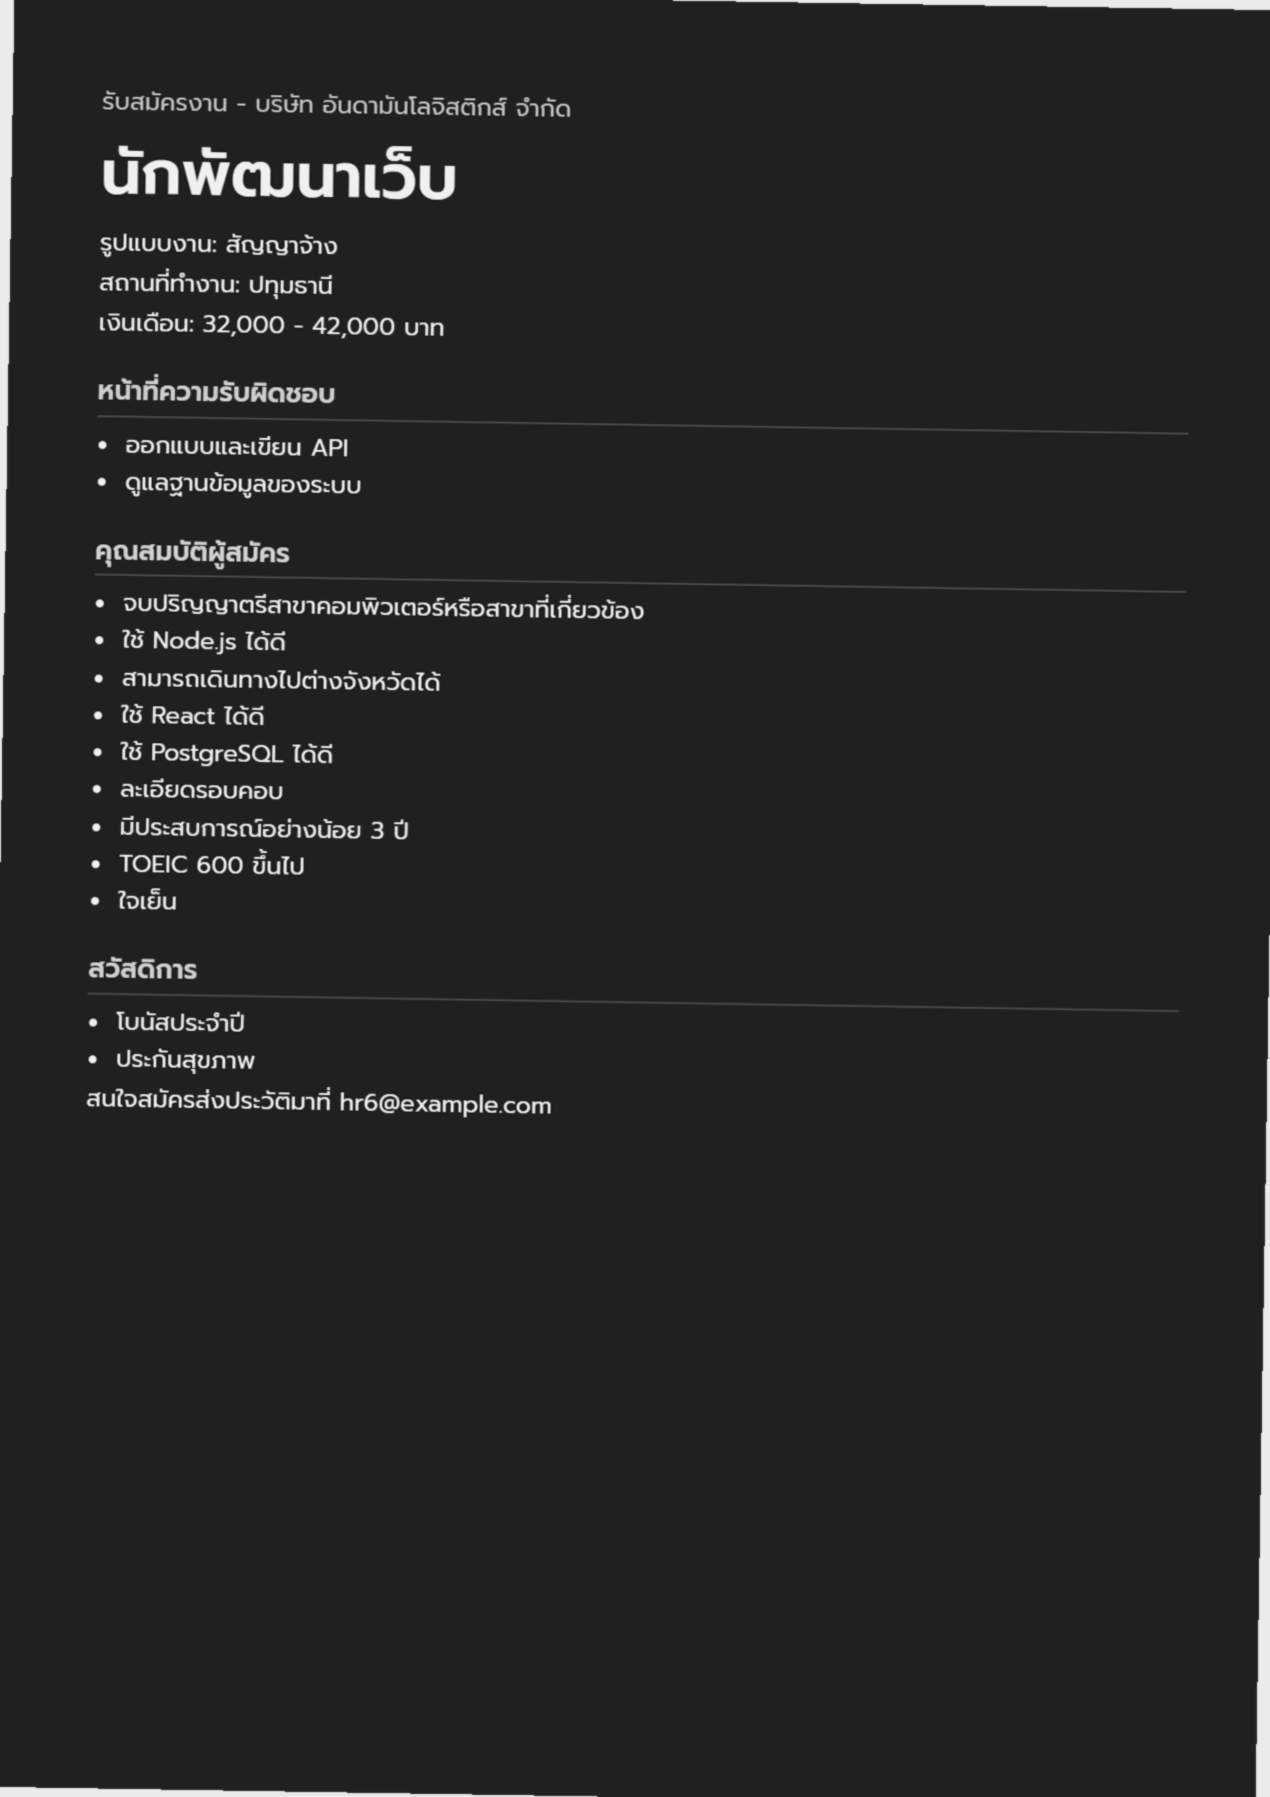 รับสมัครงาน - บริษัท อันดามันโลจิสติกส์ จำกัด
นักพัฒนาเว็บ
รูปแบบงาน: สัญญาจ้าง
สถานที่ทำงาน: ปทุมธานี
เงินเดือน: 32,000 - 42,000 บาท
หน้าที่ความรับผิดชอบ
• ออกแบบและเขียน API
• ดูแลฐานข้อมูลของระบบ
คุณสมบัติผู้สมัคร
• จบปริญญาตรีสาขาคอมพิวเตอร์หรือสาขาที่เกี่ยวข้อง
• ใช้ Node.js ได้ดี
• สามารถเดินทางไปต่างจังหวัดได้
• ใช้ React ได้ดี
• ใช้ PostgreSQL ได้ดี
• ละเอียดรอบคอบ
• มีประสบการณ์อย่างน้อย 3 ปี
• TOEIC 600 ขึ้นไป
• ใจเย็น
สวัสดิการ
• โบนัสประจำปี
• ประกันสุขภาพ
สนใจสมัครส่งประวัติมาที่ hr6@example.com